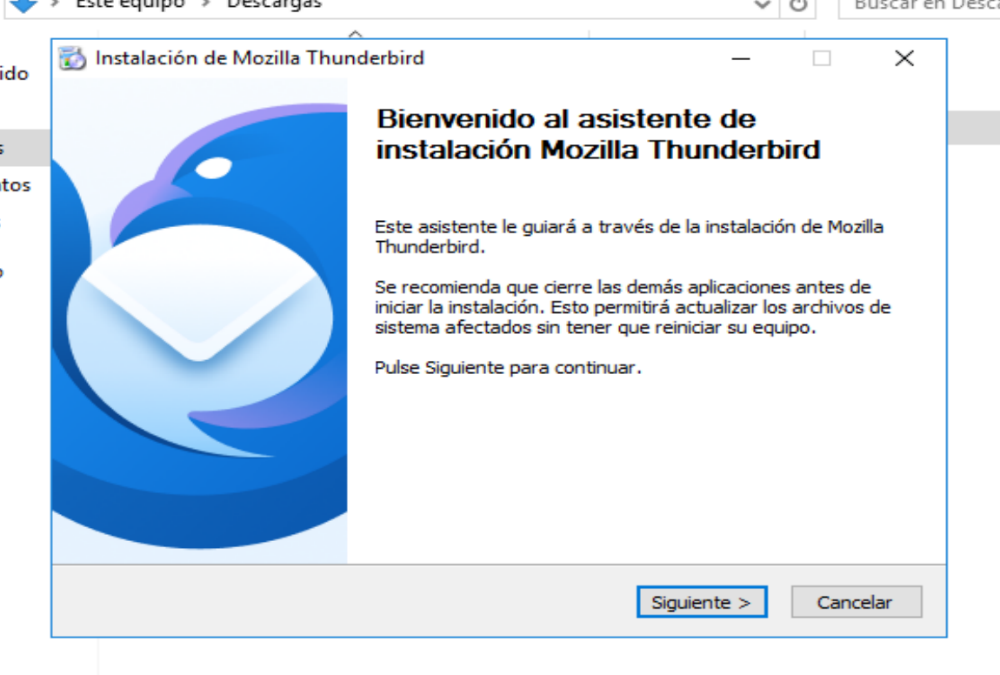 Este equipo > Descargas
Buscar en Desca
Instalación de Mozilla Thunderbird
ido
Bienvenido al asistente de
instalación Mozilla Thunderbird
s
tos
Este asistente le guiará a través de la instalación de Mozilla
Thunderbird.
Se recomienda que cierre las demás aplicaciones antes de
iniciar la instalación. Esto permitirá actualizar los archivos de
sistema afectados sin tener que reiniciar su equipo.
Pulse Siguiente para continuar.
Siguiente >
Cancelar